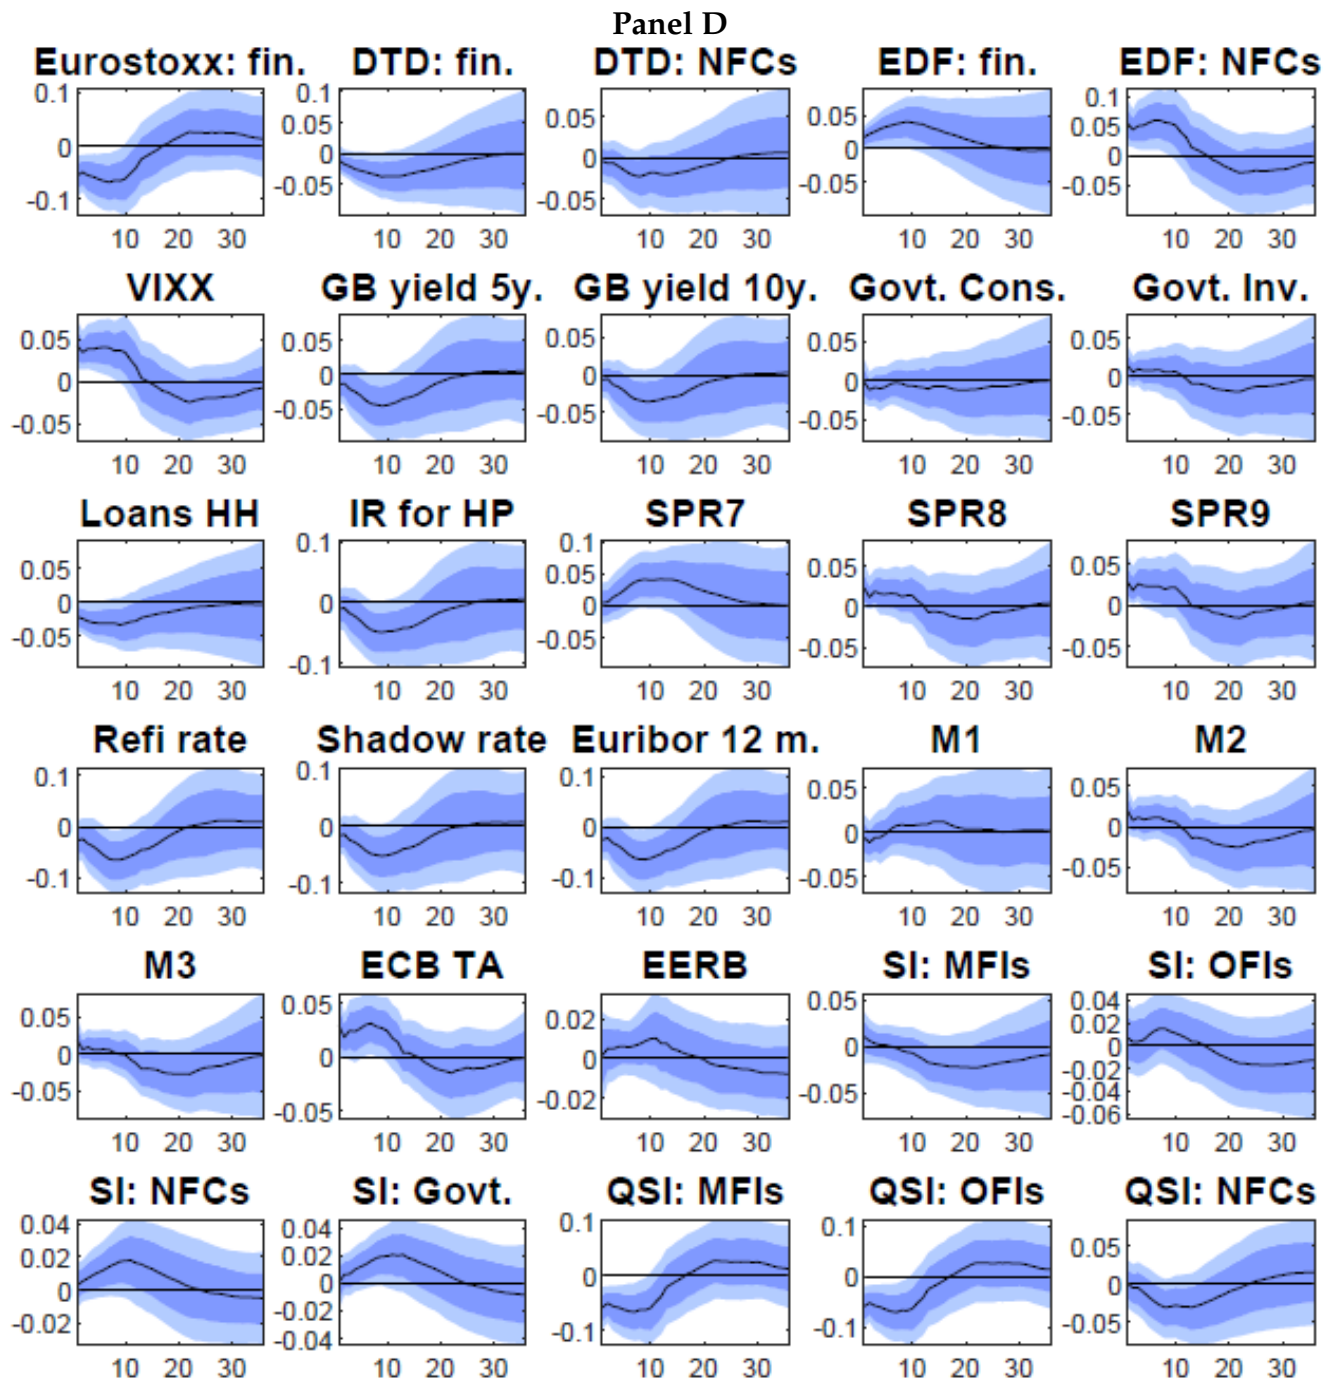 Panel D
Eurostoxx: fin. DTD: fin. DTD: NFCs EDF: fin. EDF: NFCs
0.1 0 -0.1 10 20 30
0.05 0 -0.05 10 20 30
0.05 0 -0.05 10 20 30
0.05 0 -0.05 10 20 30
0.1 0.05 0 -0.05 10 20 30
VIXX GB yield 5y. GB yield 10y. Govt. Cons. Govt. Inv.
0.05 0 -0.05 10 20 30
0.05 0 -0.05 10 20 30
0.05 0 -0.05 10 20 30
0.05 0 -0.05 10 20 30
0.05 0 -0.05 10 20 30
Loans HH IR for HP SPR7 SPR8 SPR9
0.05 0 -0.05 10 20 30
0.1 0 -0.1 10 20 30
0.1 0.05 0 -0.05 10 20 30
0.05 0 -0.05 10 20 30
0.05 0 -0.05 10 20 30
Refi rate Shadow rate Euribor 12 m. M1 M2
0.1 0 -0.1 10 20 30
0.1 0 -0.1 10 20 30
0.1 0 -0.1 10 20 30
0.05 0 -0.05 10 20 30
0.05 0 -0.05 10 20 30
M3 ECB TA EERB SI: MFIs SI: OFIs
0.05 0 -0.05 10 20 30
0.05 0 -0.05 10 20 30
0.02 0 -0.02 10 20 30
0.05 0 -0.05 10 20 30
0.04 0.02 0 -0.02 -0.04 -0.06 10 20 30
SI: NFCs SI: Govt. QSI: MFIs QSI: OFIs QSI: NFCs
0.04 0.02 0 -0.02 10 20 30
0.04 0.02 0 -0.02 -0.04 10 20 30
0.1 0 -0.1 10 20 30
0.1 0 -0.1 10 20 30
0.05 0 -0.05 10 20 30